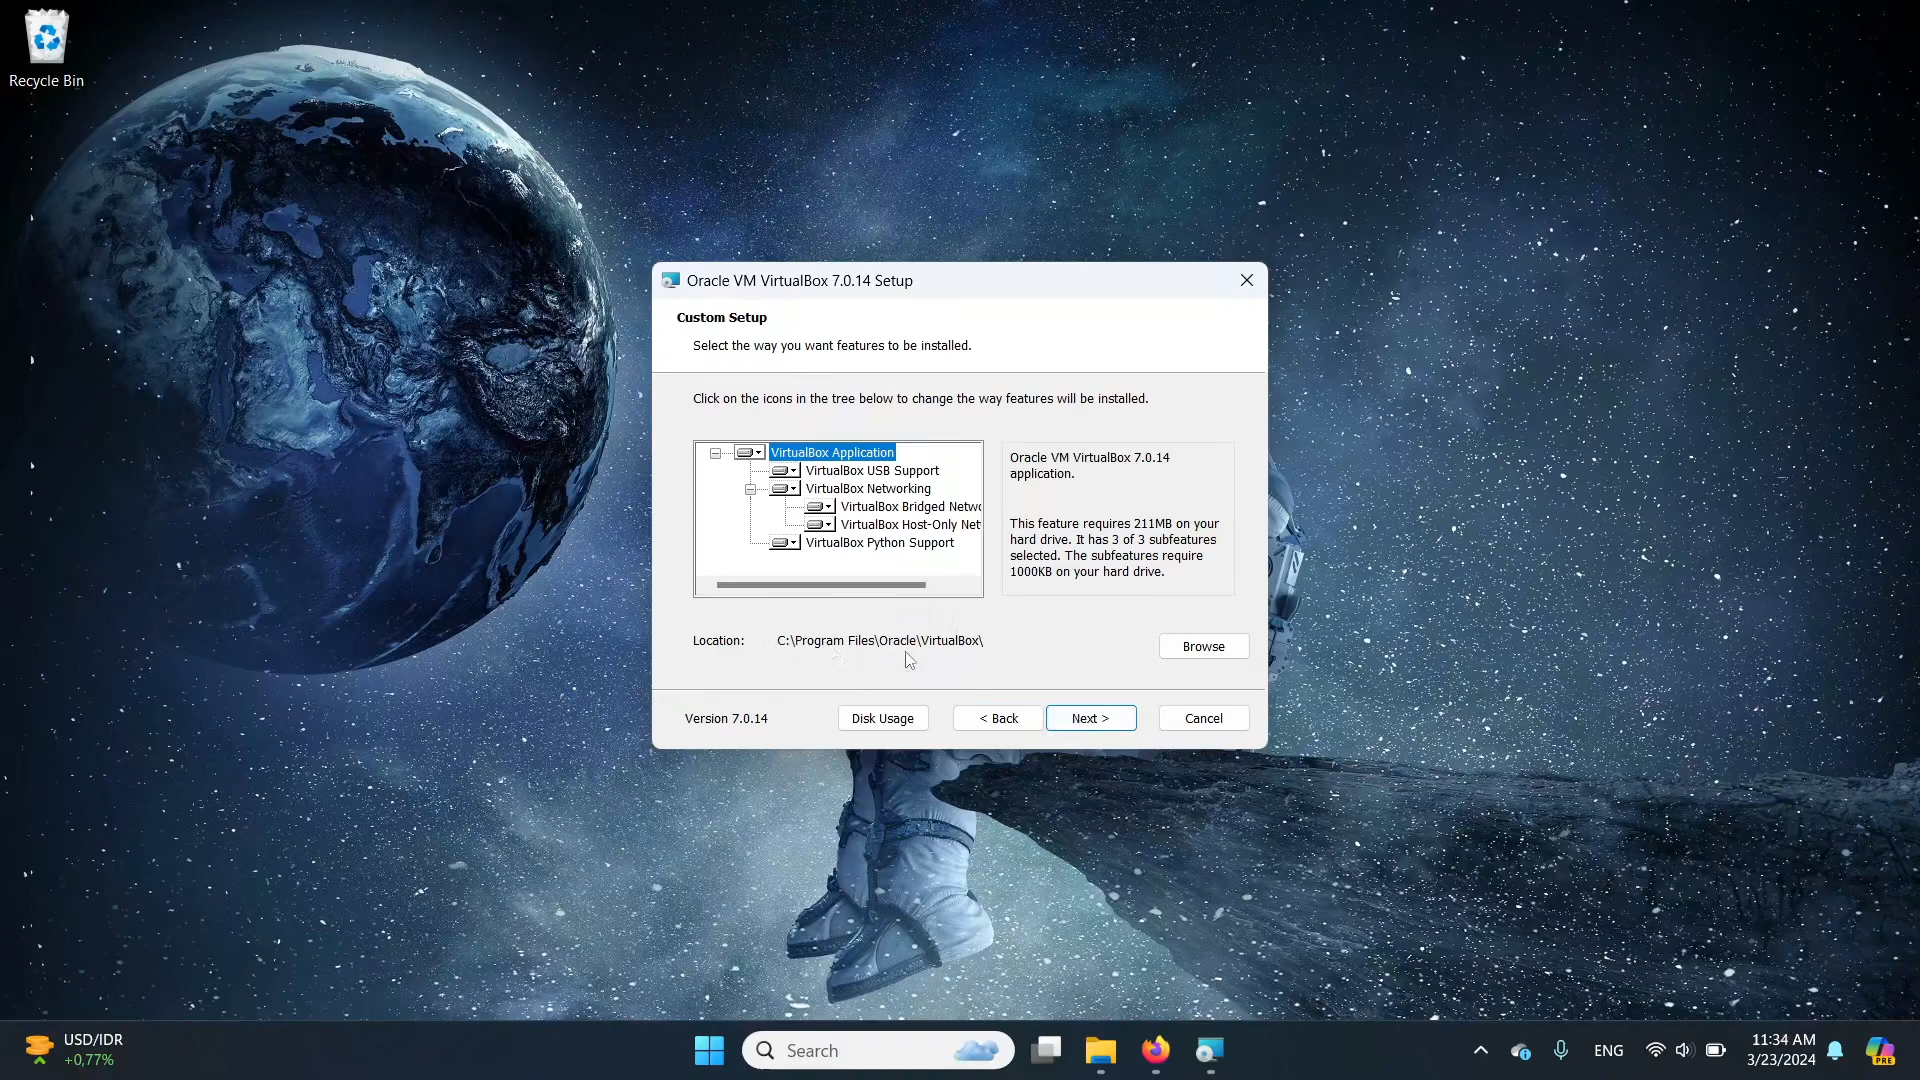 Recycle Bin
Oracle VM VirtualBox 7.0.14 Setup
Custom Setup
Select the way you want features to be installed.
Click on the icons in the tree below to change the way features will be installed.
VirtualBox Application
VirtualBox USB Support
VirtualBox Networking
VirtualBox Bridged Netw
VirtualBox Host-Only Net
VirtualBox Python Support
Oracle VM VirtualBox 7.0.14
application.
This feature requires 211MB on your
hard drive. It has 3 of 3 subfeatures
selected. The subfeatures require
1000KB on your hard drive.
Location: C:\Program Files\Oracle\VirtualBox\
Browse
Version 7.0.14
Disk Usage
< Back
Next >
Cancel
USD/IDR
+0,77%
Search
ENG
11:34 AM
3/23/2024
PRE